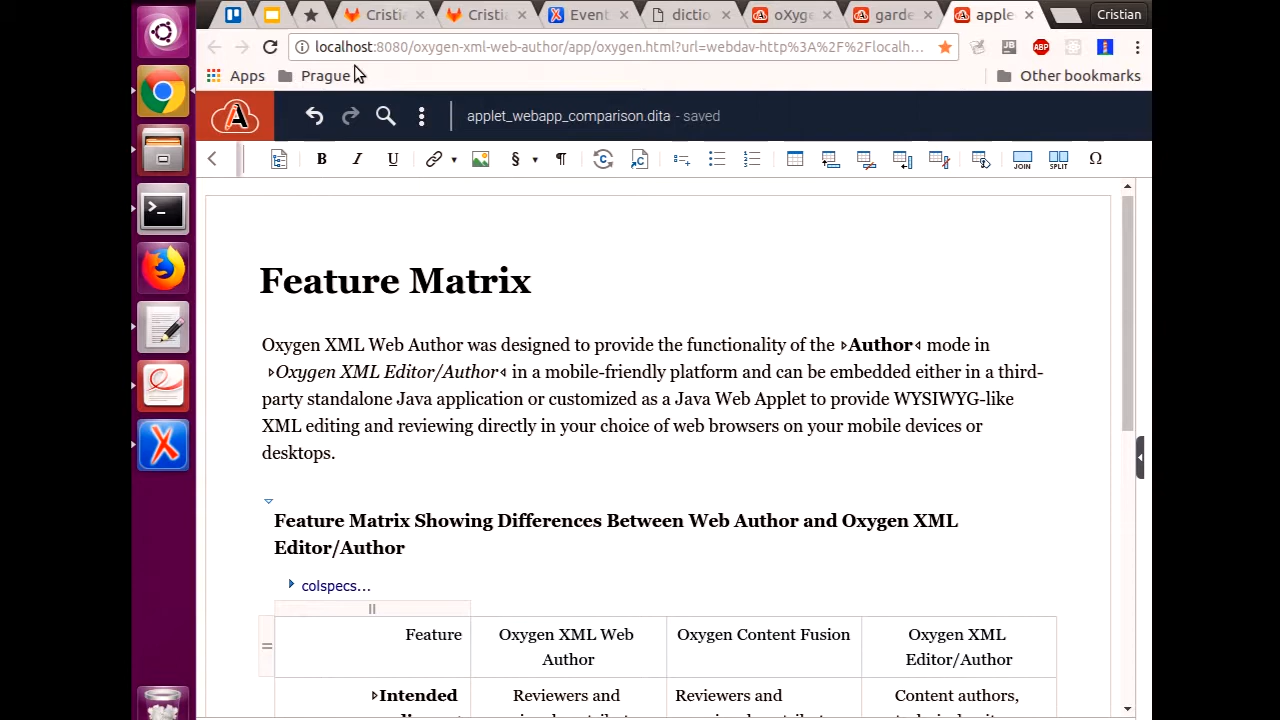 Cristia
Cristi
Event
dictio
oXyge
garde
apple
Cristian
localhost:8080/oxygen-xml-web-author/app/oxygen.html?url=webdav-http%3A%2F%2Flocalh...
JB
ABP
Apps
Prague
Other bookmarks
applet_webapp_comparison.dita - saved
B I U § ¶ JOIN SPLIT Ω
Feature Matrix
Oxygen XML Web Author was designed to provide the functionality of the Author mode in
Oxygen XML Editor/Author in a mobile-friendly platform and can be embedded either in a third-
party standalone Java application or customized as a Java Web Applet to provide WYSIWYG-like
XML editing and reviewing directly in your choice of web browsers on your mobile devices or
desktops.
Feature Matrix Showing Differences Between Web Author and Oxygen XML
Editor/Author
colspecs...
Feature
Oxygen XML Web
Author
Oxygen Content Fusion
Oxygen XML
Editor/Author
Intended
Reviewers and
Reviewers and
Content authors,